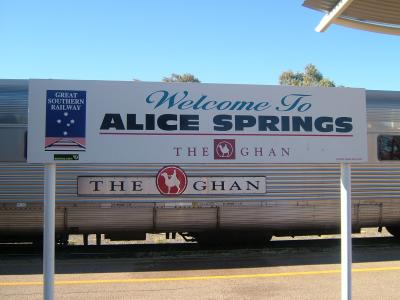 GREAT
SOUTHERN
RAILWAY
Welcome To
ALICE SPRINGS
THE GHAN
THE GHAN